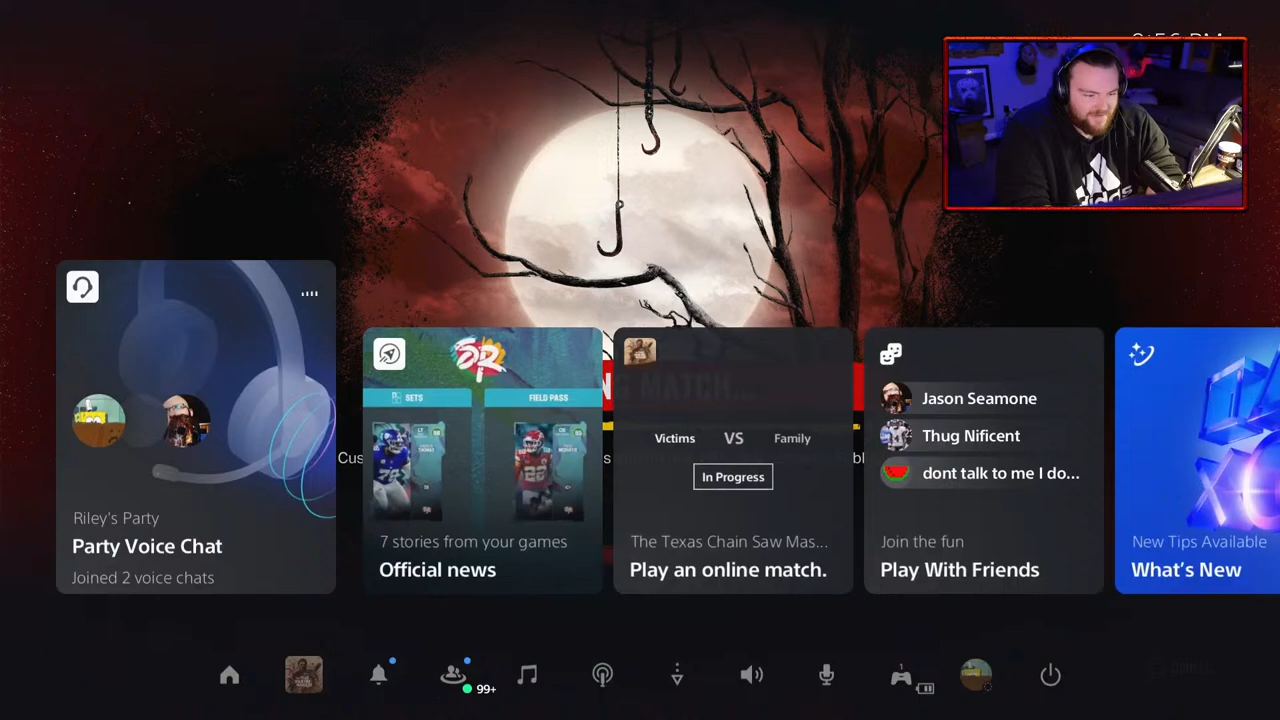 Riley's Party
Party Voice Chat
Joined 2 voice chats
SETS
FIELD PASS
7 stories from your games
Official news
MATCH...
Victims VS Family
In Progress
The Texas Chain Saw Mas...
Play an online match.
Jason Seamone
Thug Nificent
dont talk to me I do...
Join the fun
Play With Friends
New Tips Available
What's New
99+
1